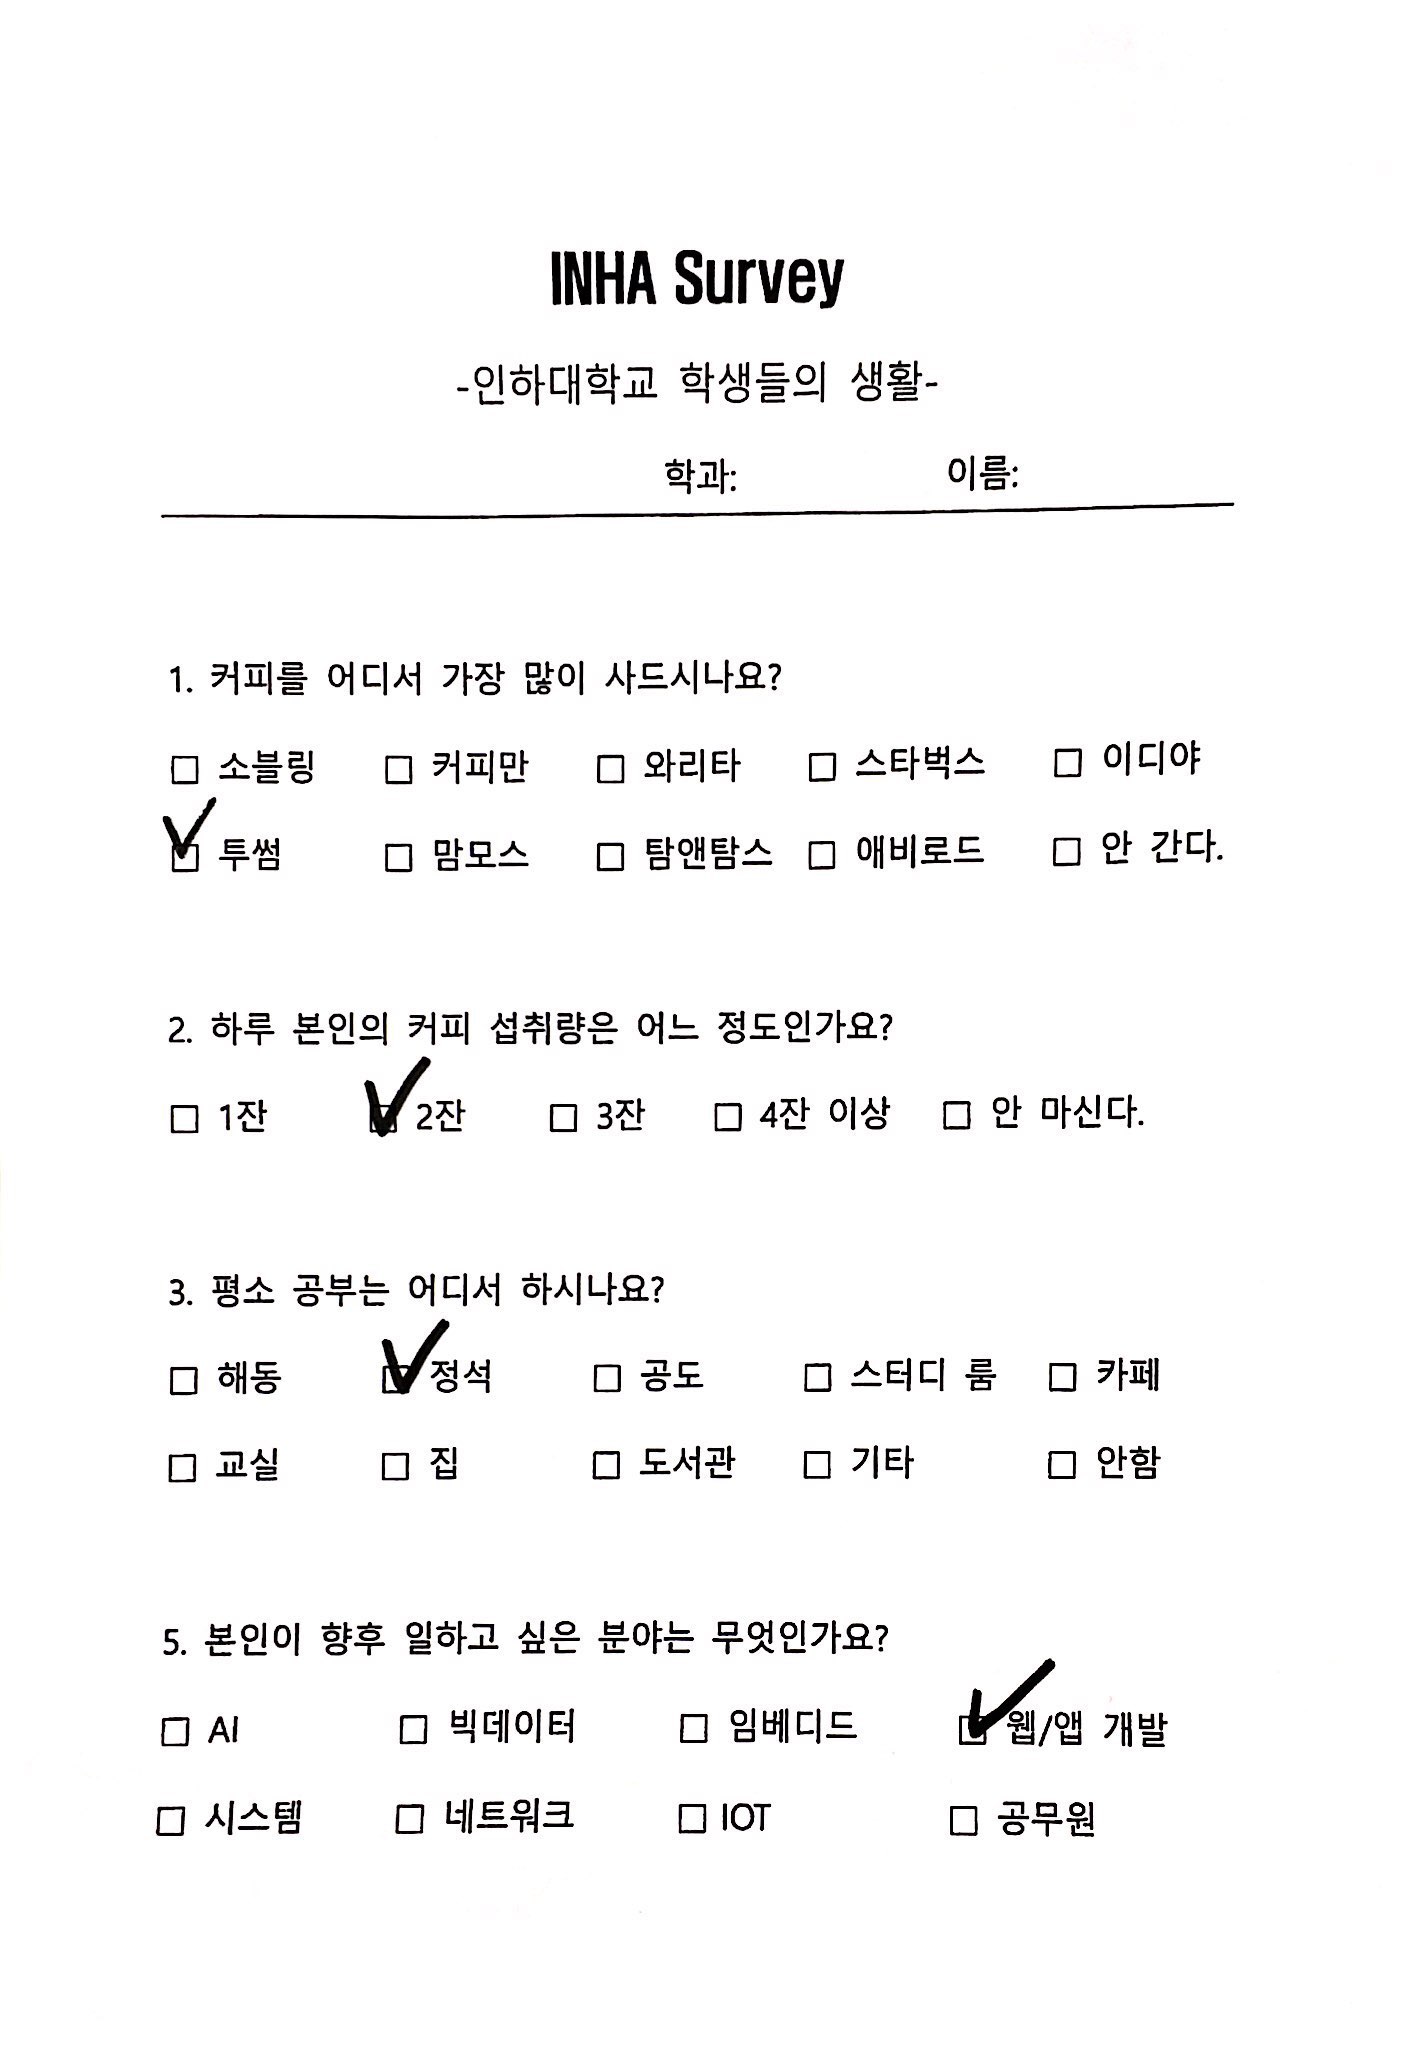 INHA Survey
-인하대학교 학생들의 생활-
학과: 이름:
1. 커피를 어디서 가장 많이 사드시나요?
□ 소블링 □ 커피만 □ 와리타 □ 스타벅스 □ 이디야
☑ 투썸 □ 맘모스 □ 탐앤탐스 □ 애비로드 □ 안 간다.
2. 하루 본인의 커피 섭취량은 어느 정도인가요?
□ 1잔 ☑ 2잔 □ 3잔 □ 4잔 이상 □ 안 마신다.
3. 평소 공부는 어디서 하시나요?
□ 해동 ☑ 정석 □ 공도 □ 스터디 룸 □ 카페
□ 교실 □ 집 □ 도서관 □ 기타 □ 안함
5. 본인이 향후 일하고 싶은 분야는 무엇인가요?
□ AI □ 빅데이터 □ 임베디드 ☑ 웹/앱 개발
□ 시스템 □ 네트워크 □ IOT □ 공무원